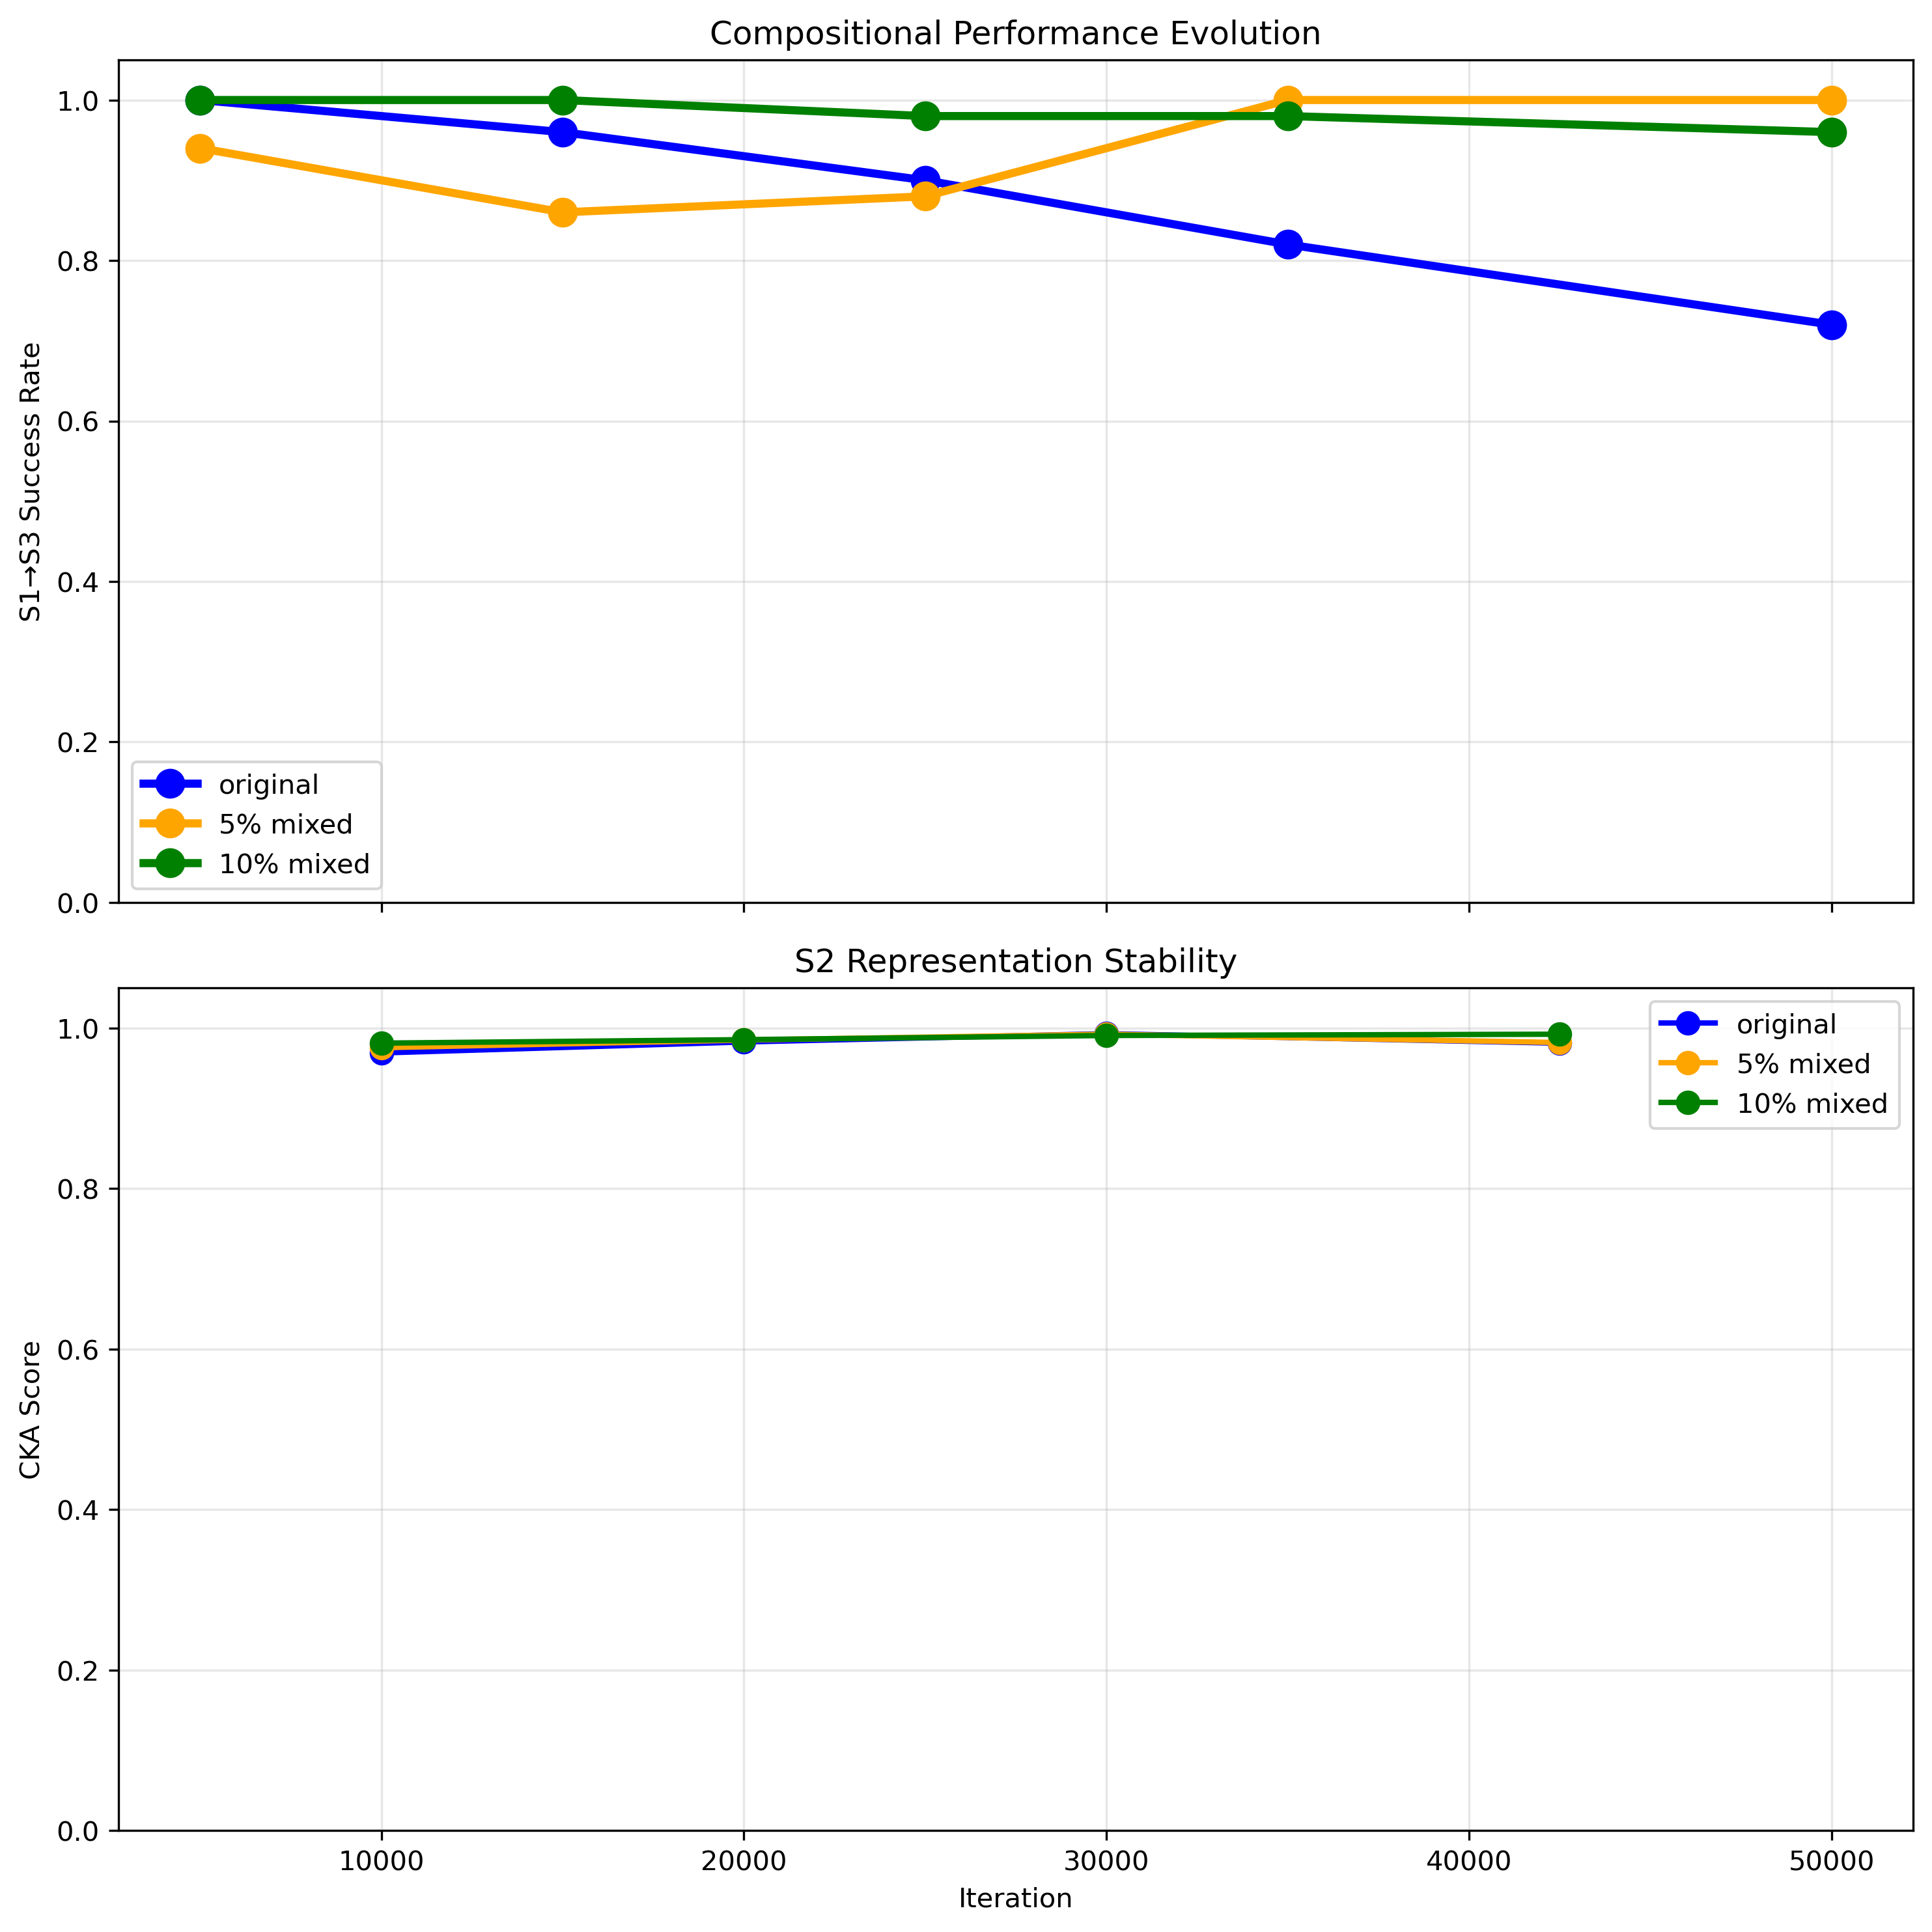 Compositional Performance Evolution
S1→S3 Success Rate
1.0
0.8
0.6
0.4
0.2
0.0
original
5% mixed
10% mixed
S2 Representation Stability
CKA Score
1.0
0.8
0.6
0.4
0.2
0.0
original
5% mixed
10% mixed
10000
20000
30000
40000
50000
Iteration